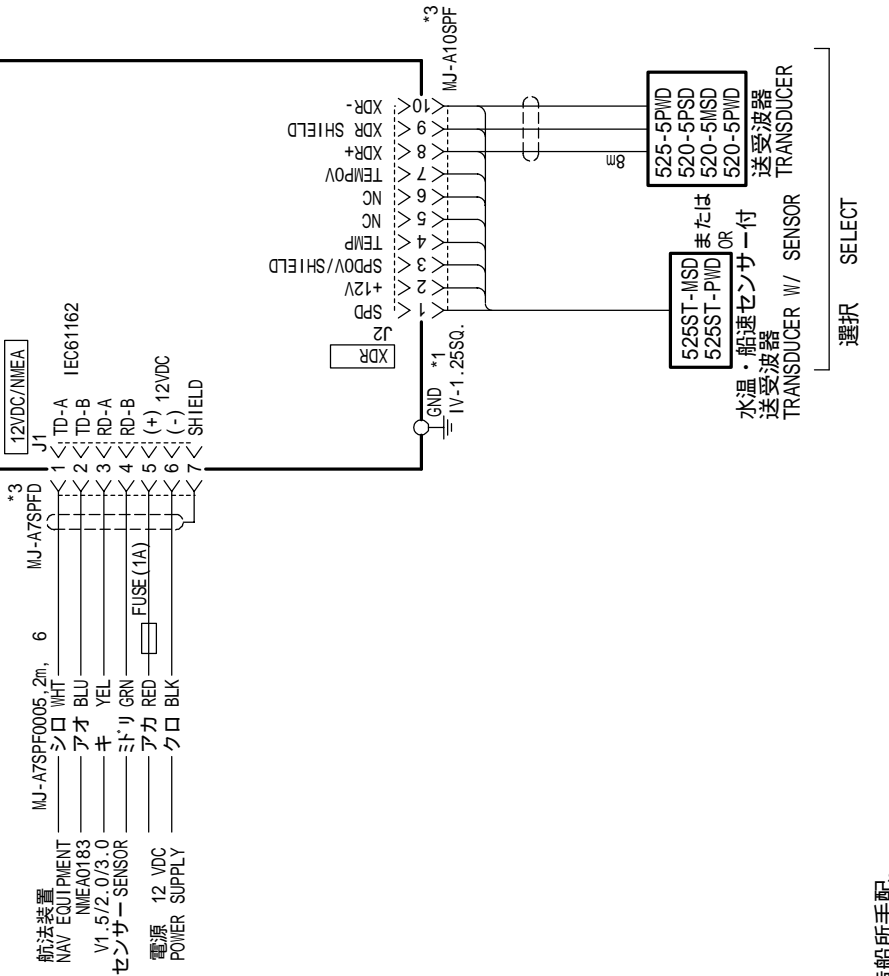 12VDC/NMEA
*3
MJ-A7SPFD
J1
MJ-A7SPF0005,2m, 6
航法装置
NAV EQUIPMENT
NMEA0183
V1.5/2.0/3.0
センサー SENSOR
電源 12 VDC
POWER SUPPLY
シロ WHT
アオ BLU
キ YEL
ミドリ GRN
アカ RED
クロ BLK
FUSE(1A)
1 TD-A
2 TD-B
3 RD-A
4 RD-B
5 (+)
6 (-)
7 SHIELD
IEC61162
12VDC
*3
MJ-A10SPF
XDR- 10
XDR SHIELD 9
XDR+ 8
TEMP0V 7
NC 6
NC 5
TEMP 4
SPD0V/SHIELD 3
+12V 2
SPD 1
J2
XDR
GND
*1
IV-1.25SQ.
8m
525-5PWD
520-5PSD
520-5MSD
520-5PWD
送受波器
TRANSDUCER
または
OR
525ST-MSD
525ST-PWD
水温・船速センサー付
送受波器
TRANSDUCER W/ SENSOR
選択 SELECT